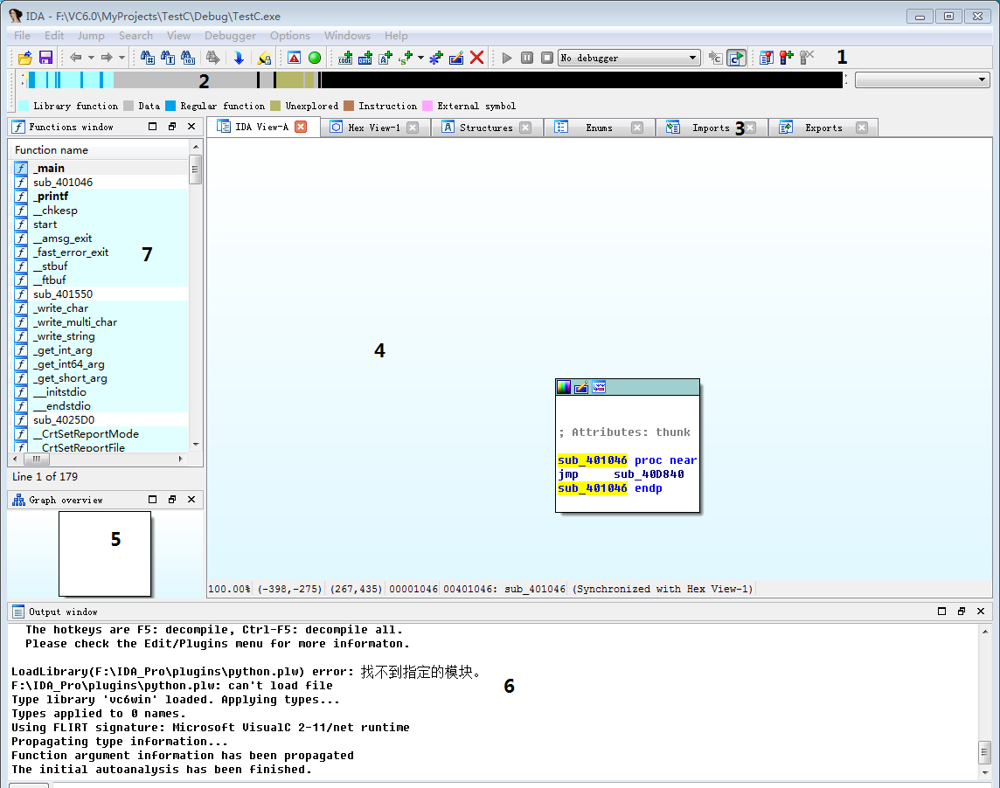 IDA - F:\VC6.0\MyProjects\TestC\Debug\TestC.exe
File Edit Jump Search View Debugger Options Windows Help
No debugger
1
2
Library function Data Regular function Unexplored Instruction External symbol
Functions window
IDA View-A Hex View-1 Structures Enums Imports 3 Exports
Function name
_main
sub_401046
_printf
__chkesp
start
__amsg_exit
_fast_error_exit
__stbuf
__ftbuf
sub_401550
_write_char
_write_multi_char
_write_string
_get_int_arg
_get_int64_arg
_get_short_arg
___initstdio
___endstdio
sub_4025D0
__CrtSetReportMode
__CrtSetReportFile
7
Line 1 of 179
Graph overview
5
4
; Attributes: thunk
sub_401046 proc near
jmp sub_40D840
sub_401046 endp
100.00% (-398,-275) (267,435) 00001046 00401046: sub_401046 (Synchronized with Hex View-1)
Output window
The hotkeys are F5: decompile, Ctrl-F5: decompile all.
Please check the Edit/Plugins menu for more informaton.
LoadLibrary(F:\IDA_Pro\plugins\python.plw) error: 找不到指定的模块。
F:\IDA_Pro\plugins\python.plw: can't load file
6
Type library 'vc6win' loaded. Applying types...
Types applied to 0 names.
Using FLIRT signature: Microsoft VisualC 2-11/net runtime
Propagating type information...
Function argument information has been propagated
The initial autoanalysis has been finished.